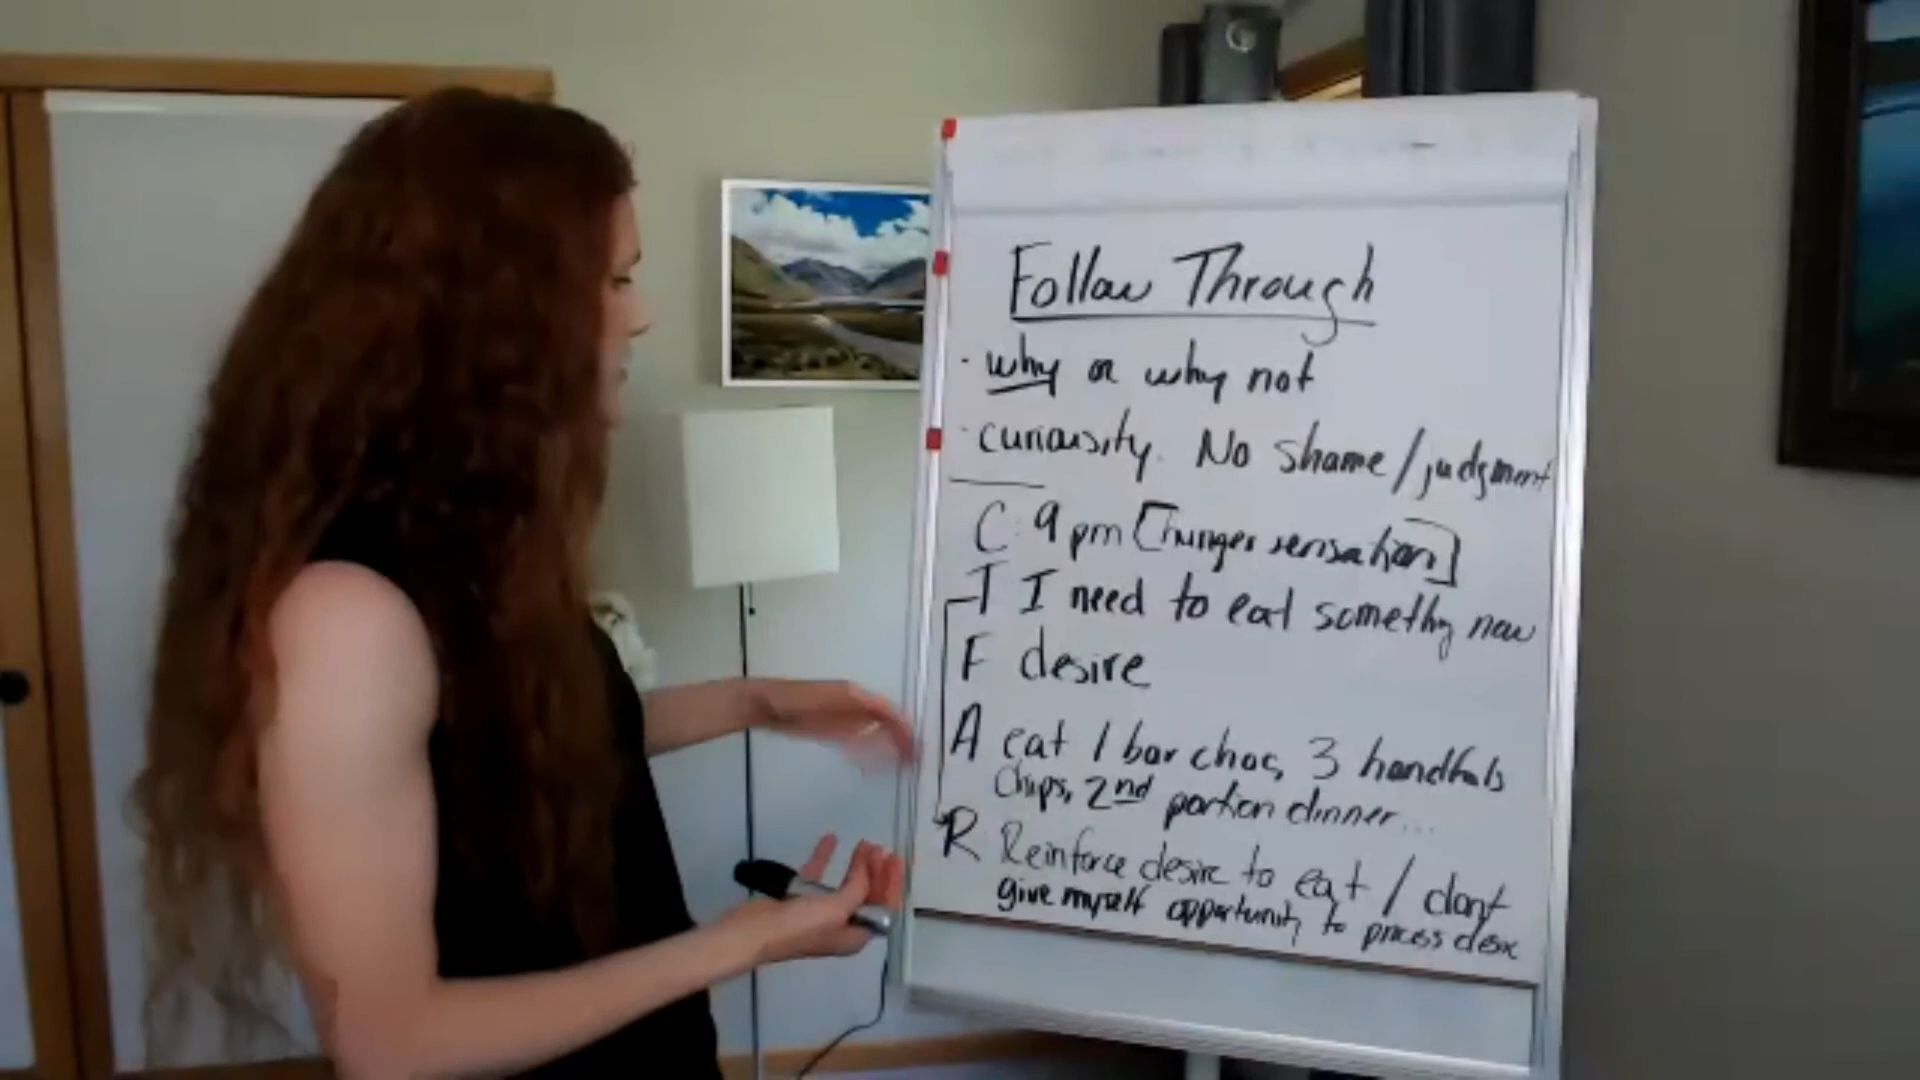 Follow Through
· why or why not
· curiousity. No shame/judgment
C: 9pm [hunger sensation]
T I need to eat somethg now
F desire
A eat 1 bar choc, 3 handfuls
Chips, 2nd portion dinner...
R Reinforce desire to eat / dont
give myself opportunity to process desire